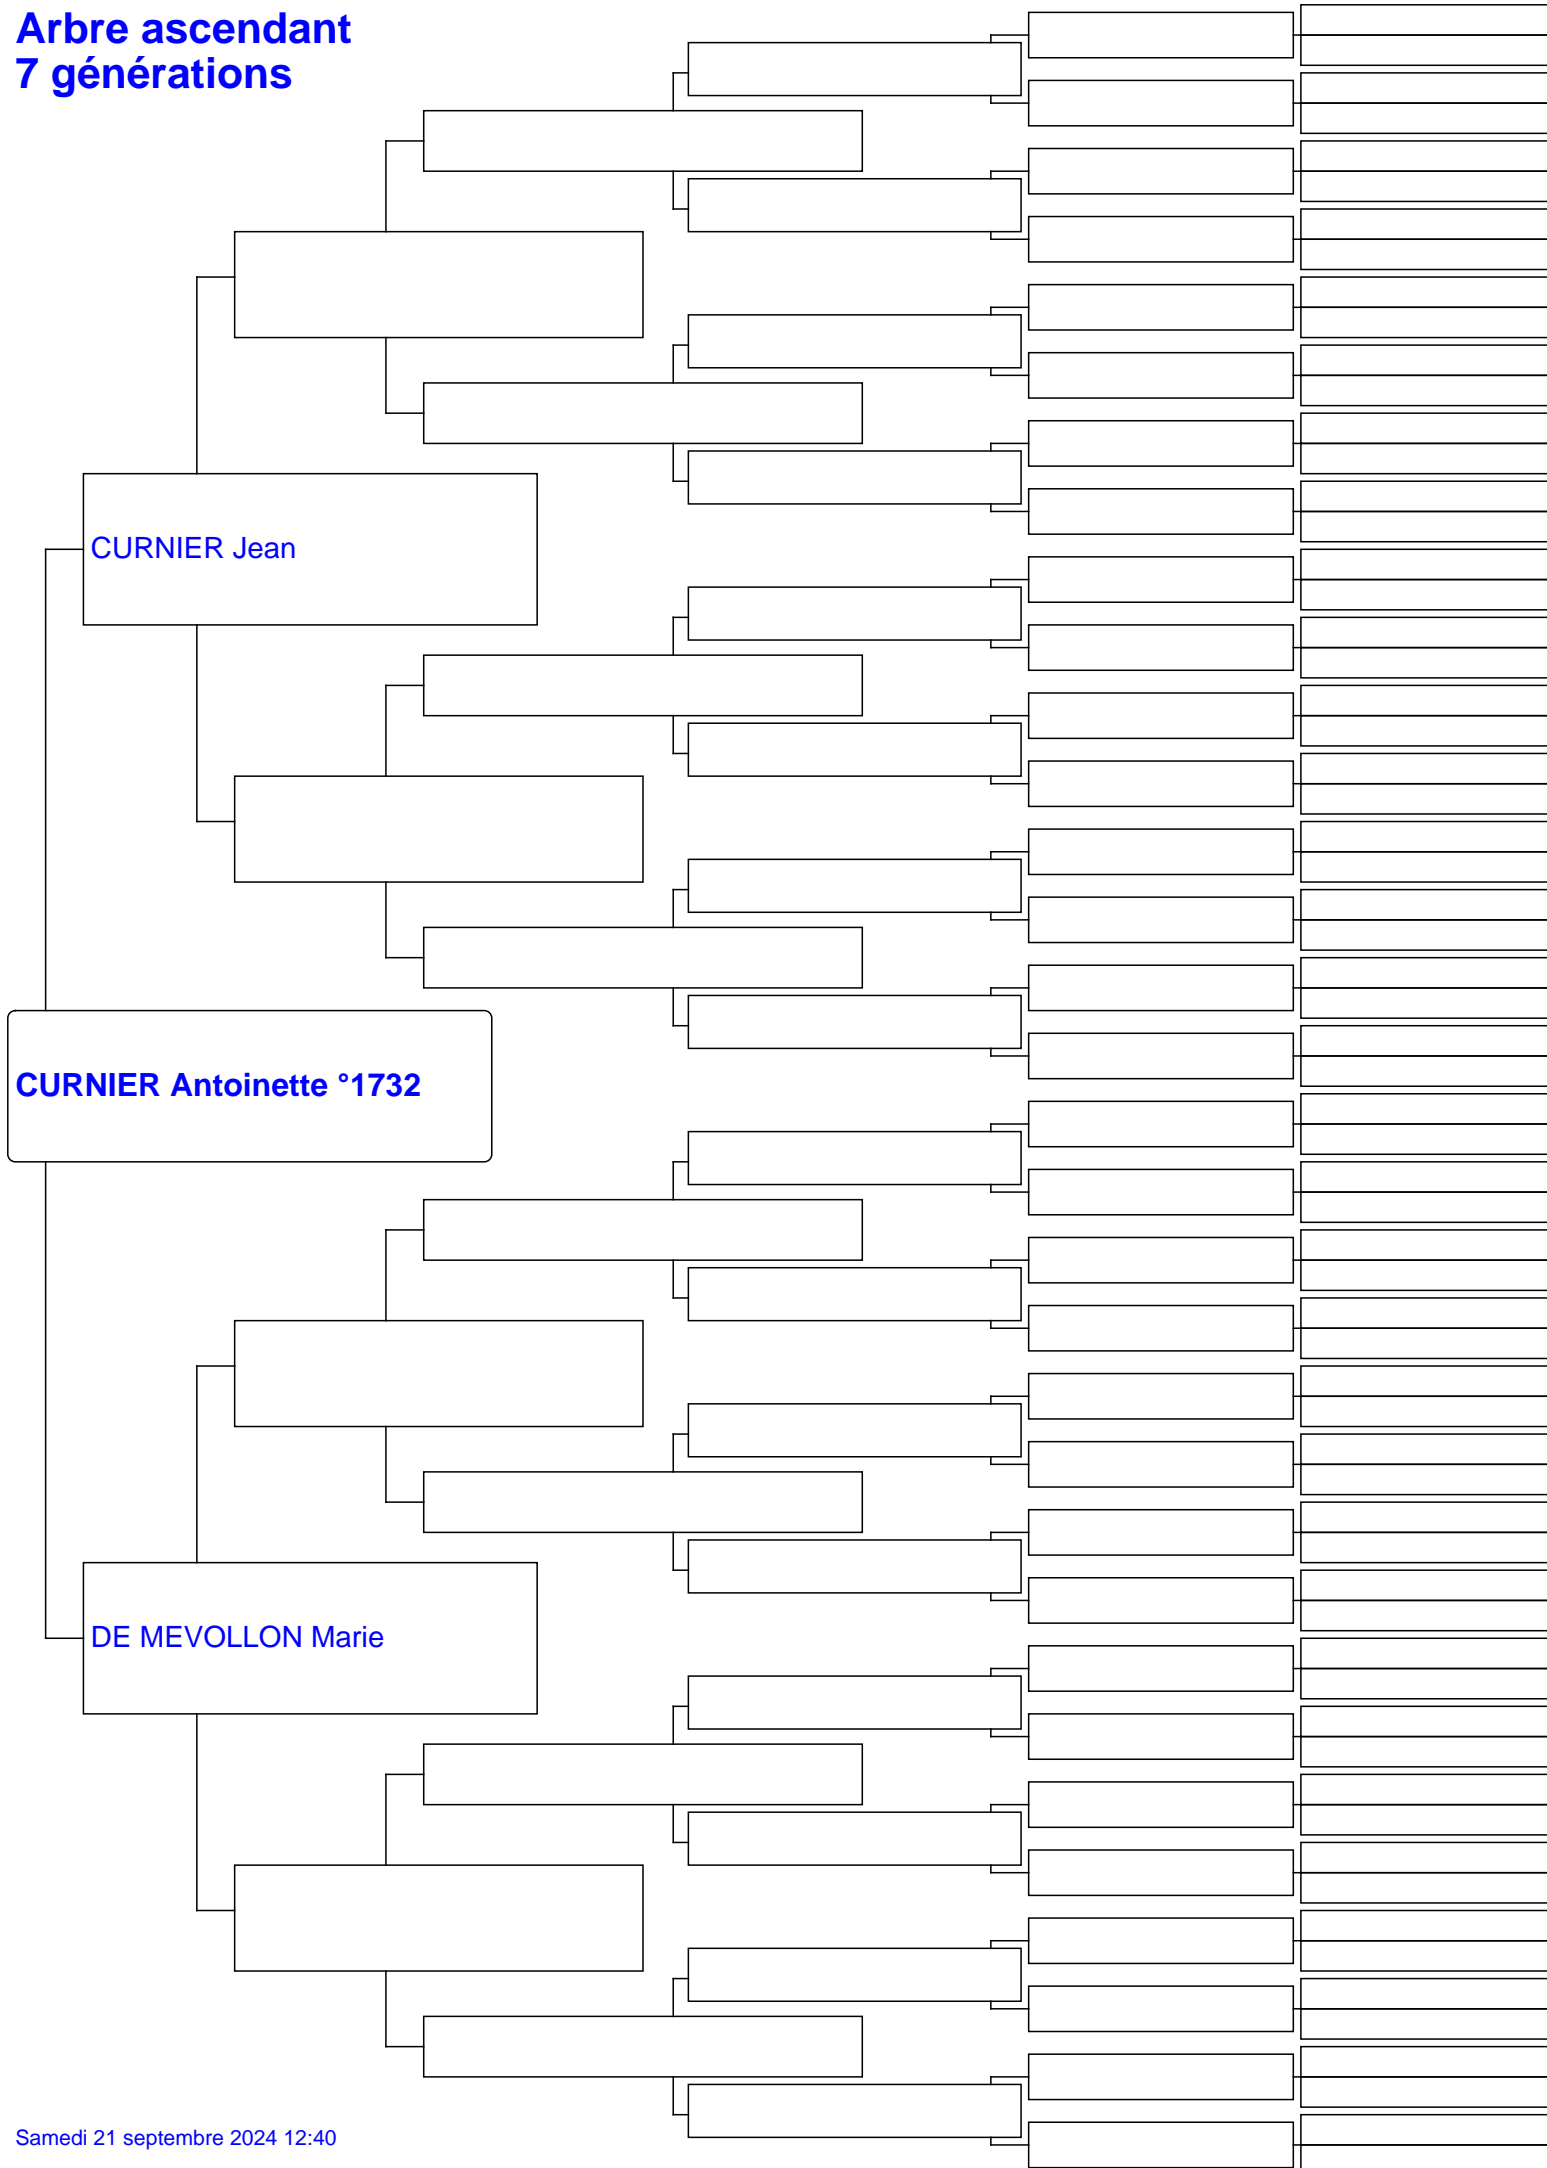 Arbre ascendant
7 générations
CURNIER Jean
CURNIER Antoinette °1732
DE MEVOLLON Marie
Samedi 21 septembre 2024 12:40